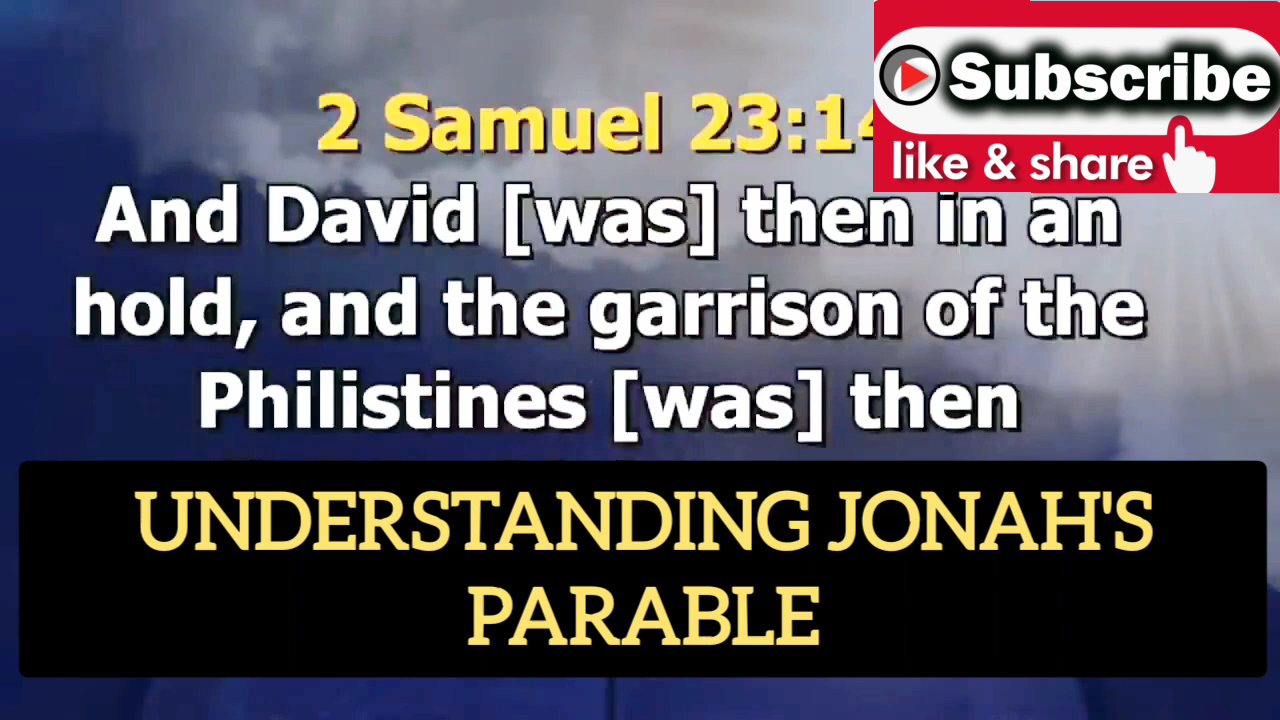 2 Samuel 23:14
Subscribe
like & share
And David [was] then in an
hold, and the garrison of the
Philistines [was] then
UNDERSTANDING JONAH'S
PARABLE